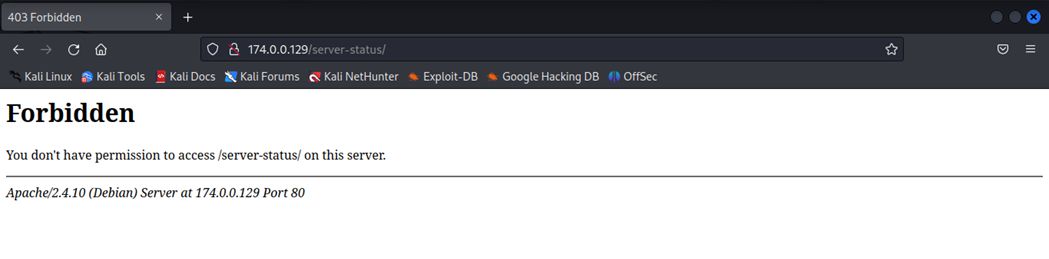 403 Forbidden
174.0.0.129/server-status/
Kali Linux Kali Tools Kali Docs Kali Forums Kali NetHunter Exploit-DB Google Hacking DB OffSec
Forbidden
You don't have permission to access /server-status/ on this server.
Apache/2.4.10 (Debian) Server at 174.0.0.129 Port 80